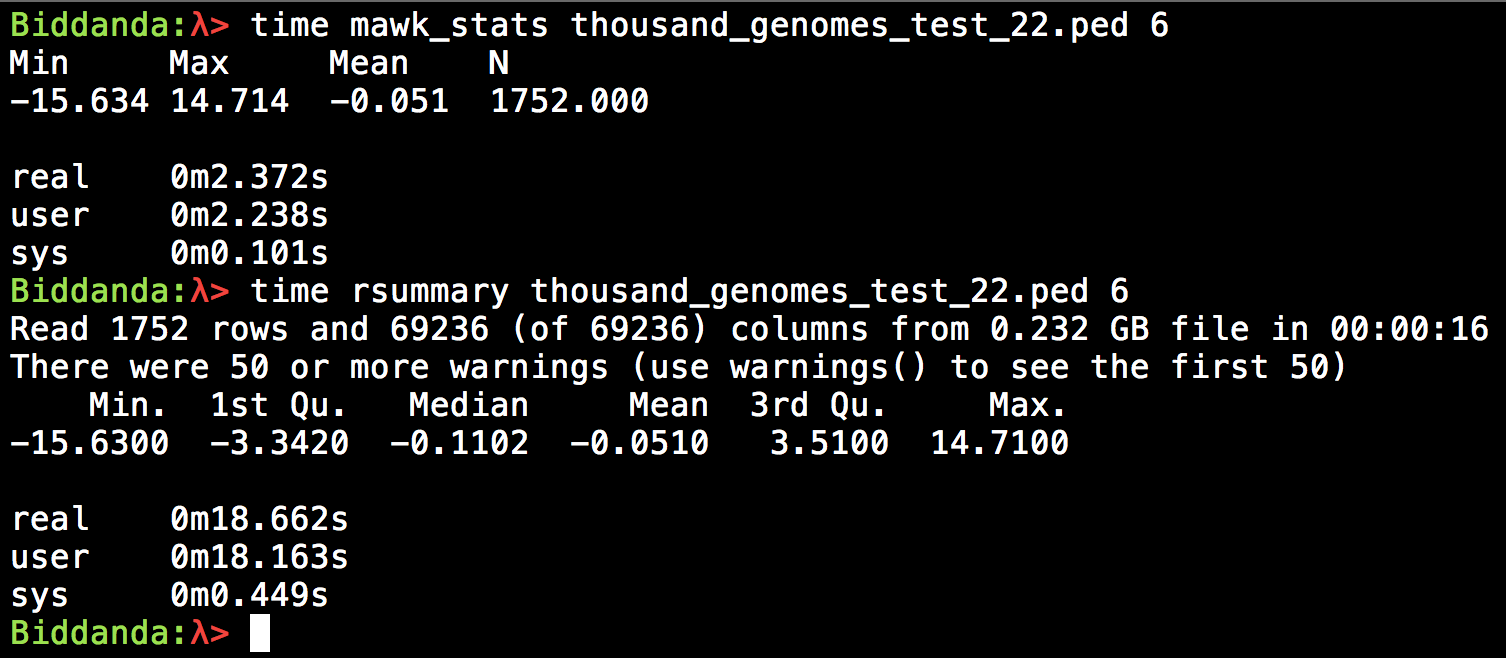 Biddanda:λ> time mawk_stats thousand_genomes_test_22.ped 6
Min     Max     Mean    N
-15.634 14.714  -0.051  1752.000
real    0m2.372s
user    0m2.238s
sys     0m0.101s
Biddanda:λ> time rsummary thousand_genomes_test_22.ped 6
Read 1752 rows and 69236 (of 69236) columns from 0.232 GB file in 00:00:16
There were 50 or more warnings (use warnings() to see the first 50)
    Min.  1st Qu.   Median     Mean  3rd Qu.     Max.
-15.6300  -3.3420  -0.1102  -0.0510   3.5100  14.7100
real    0m18.662s
user    0m18.163s
sys     0m0.449s
Biddanda:λ>